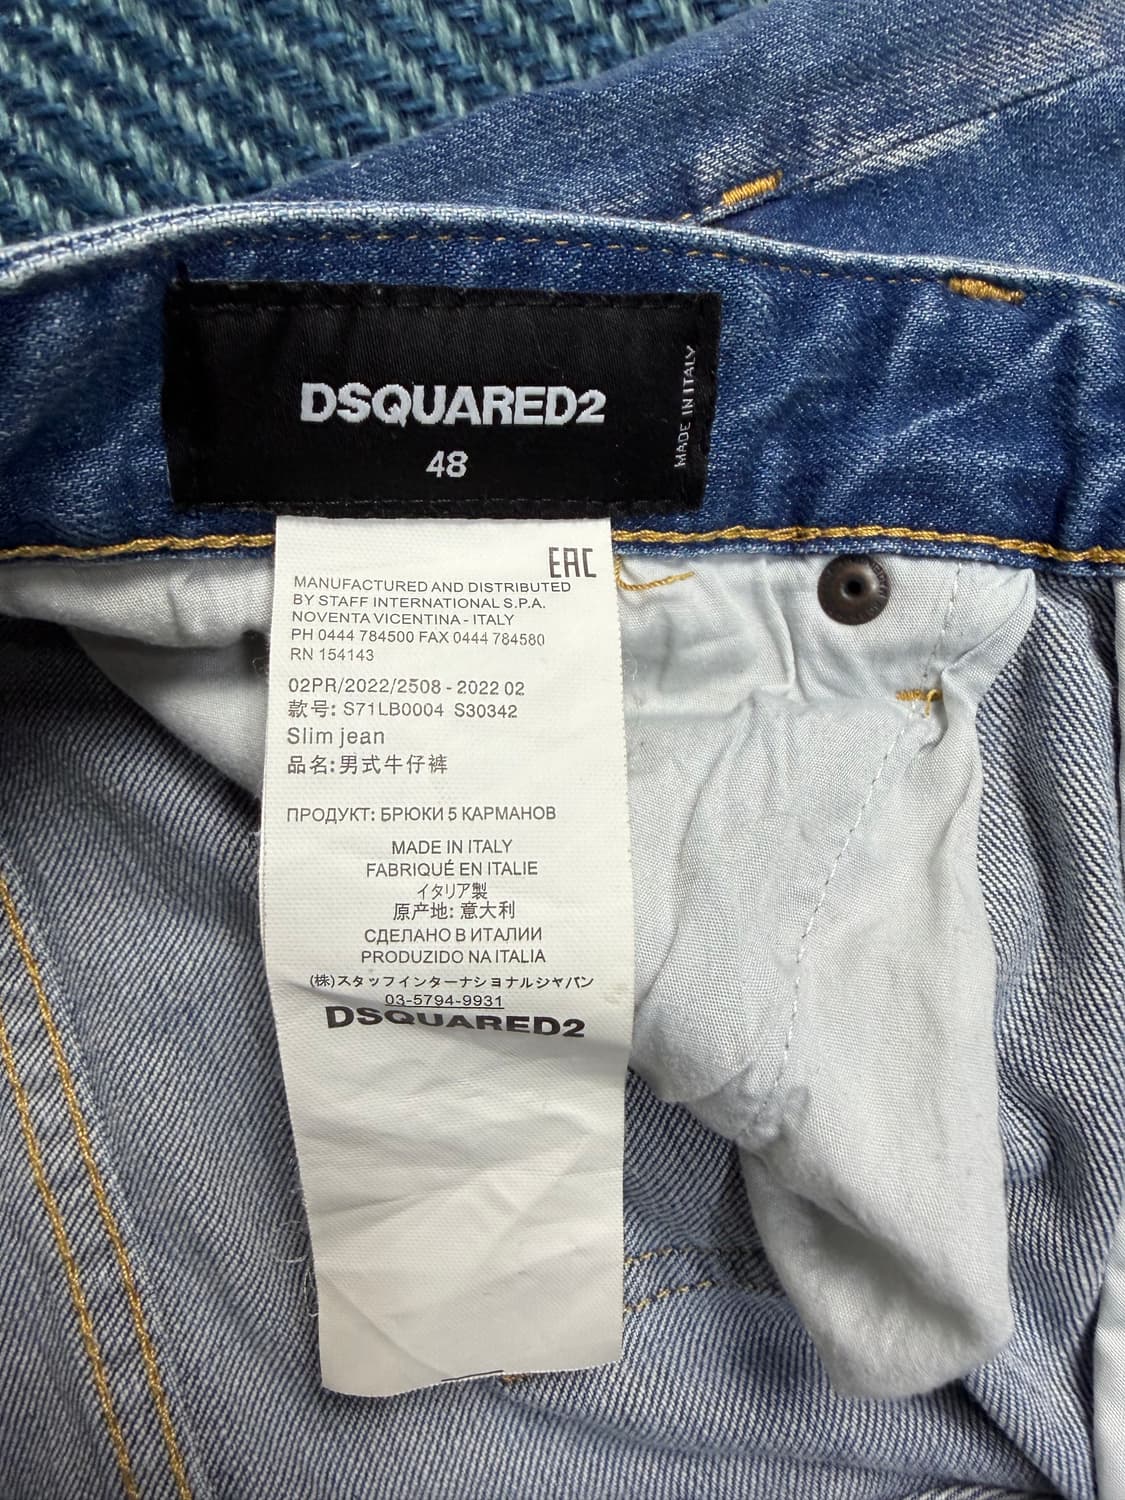 DSQUARED2
48
MADE IN ITALY
EAC
MANUFACTURED AND DISTRIBUTED
BY STAFF INTERNATIONAL S.P.A.
NOVENTA VICENTINA - ITALY
PH 0444 784500 FAX 0444 784580
RN 154143
02PR/2022/2508 - 2022 02
款号: S71LB0004 S30342
Slim jean
品名:男式牛仔裤
ПРОДУКТ: БРЮКИ 5 КАРМАНОВ
MADE IN ITALY
FABRIQUÉ EN ITALIE
イタリア製
原产地: 意大利
СДЕЛАНО В ИТАЛИИ
PRODUZIDO NA ITALIA
(株)スタッフインターナショナルジャパン
03-5794-9931
DSQUARED2